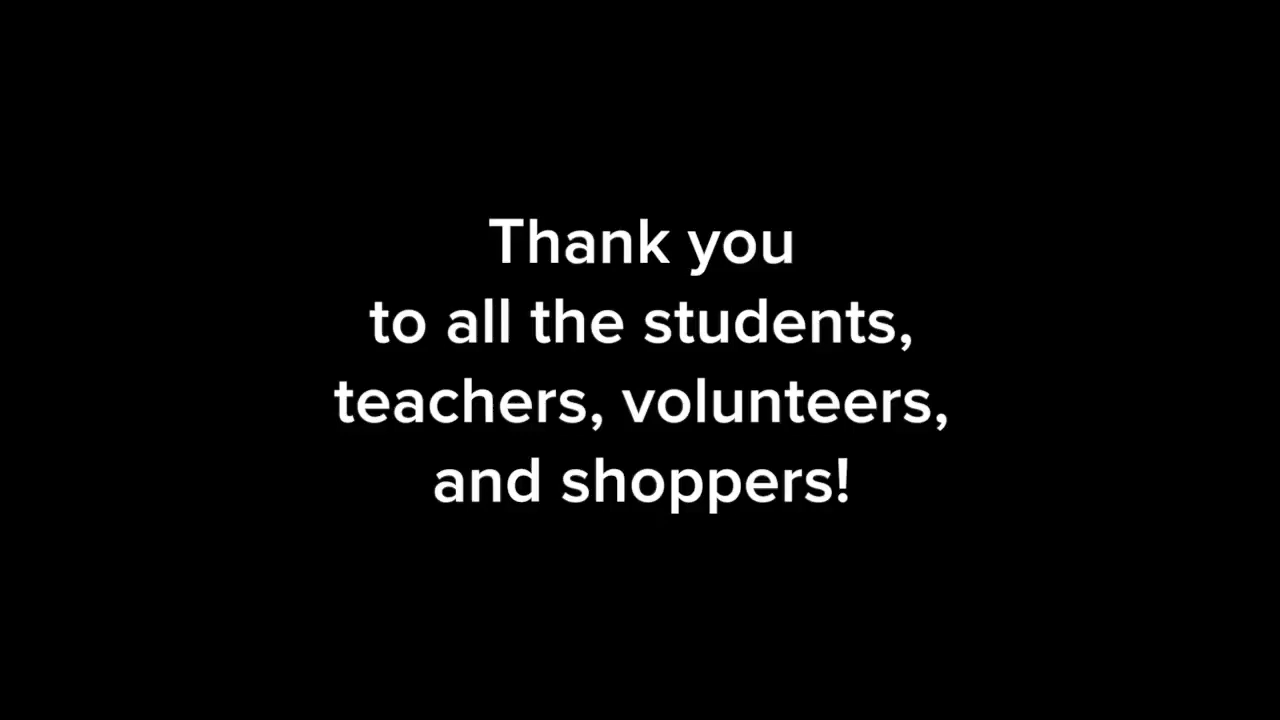 Thank you
to all the students,
teachers, volunteers,
and shoppers!